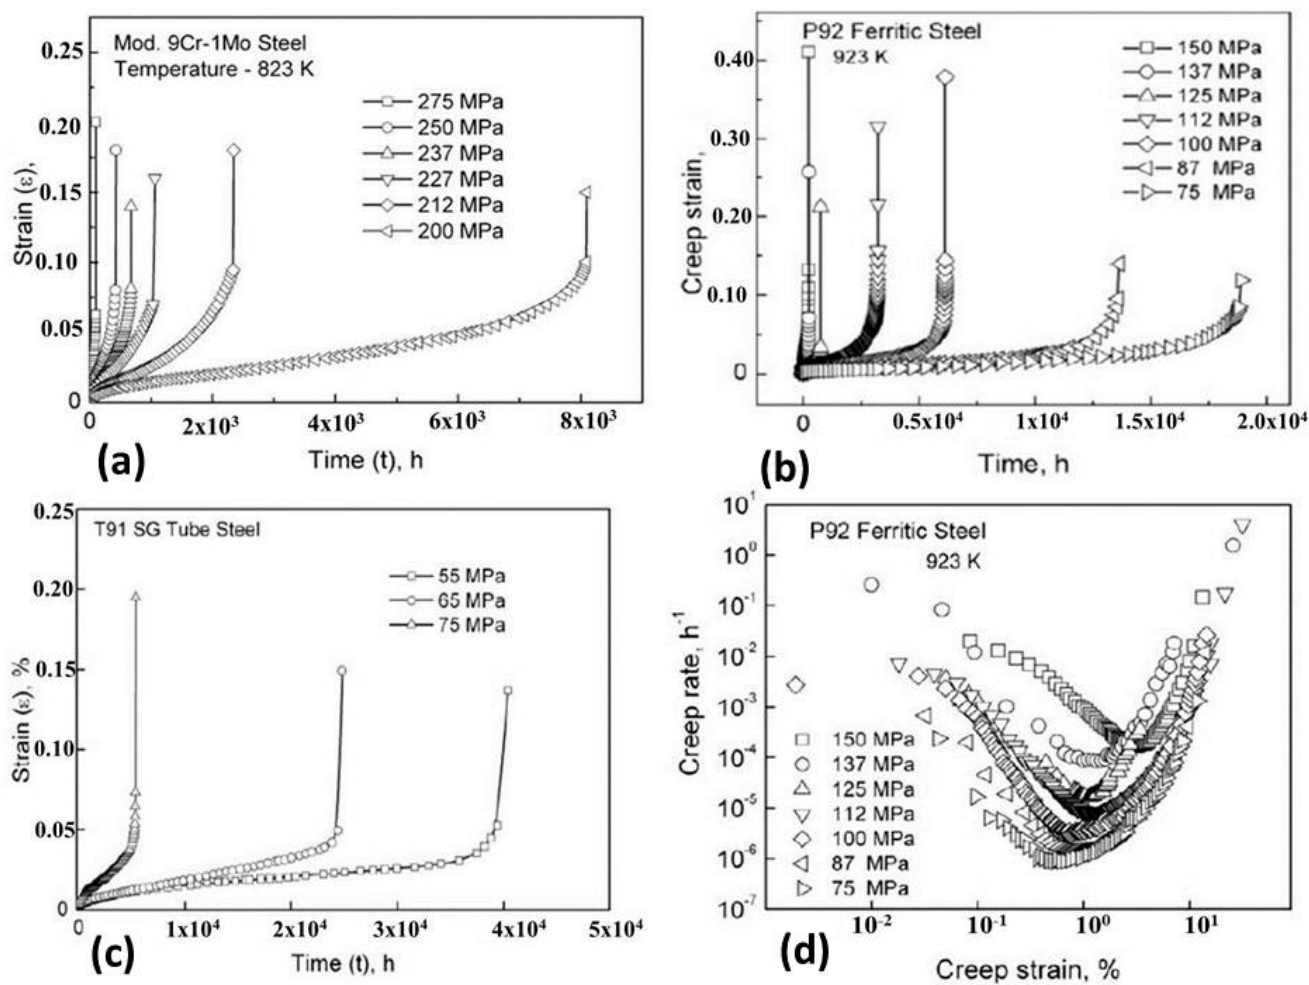 Mod. 9Cr-1Mo Steel
Temperature - 823 K
275 MPa
250 MPa
237 MPa
227 MPa
212 MPa
200 MPa
0.25
0.20
0.15
0.10
0.05
0
Strain (ε),
0
2x10³
4x10³
6x10³
8x10³
Time (t), h
(a)
P92 Ferritic Steel
923 K
150 MPa
137 MPa
125 MPa
112 MPa
100 MPa
87 MPa
75 MPa
0.40
0.30
0.20
0.10
0
Creep strain,
0
0.5x10⁴
1x10⁴
1.5x10⁴
2.0x10⁴
Time, h
(b)
T91 SG Tube Steel
55 MPa
65 MPa
75 MPa
0.25
0.20
0.15
0.10
0.05
0
Strain (ε), %
0
1x10⁴
2x10⁴
3x10⁴
4x10⁴
5x10⁴
Time (t), h
(c)
P92 Ferritic Steel
923 K
10¹
10⁰
10⁻¹
10⁻²
10⁻³
10⁻⁴
10⁻⁵
10⁻⁶
10⁻⁷
Creep rate, h⁻¹
150 MPa
137 MPa
125 MPa
112 MPa
100 MPa
87 MPa
75 MPa
10⁻²
10⁻¹
10⁰
10¹
Creep strain, %
(d)